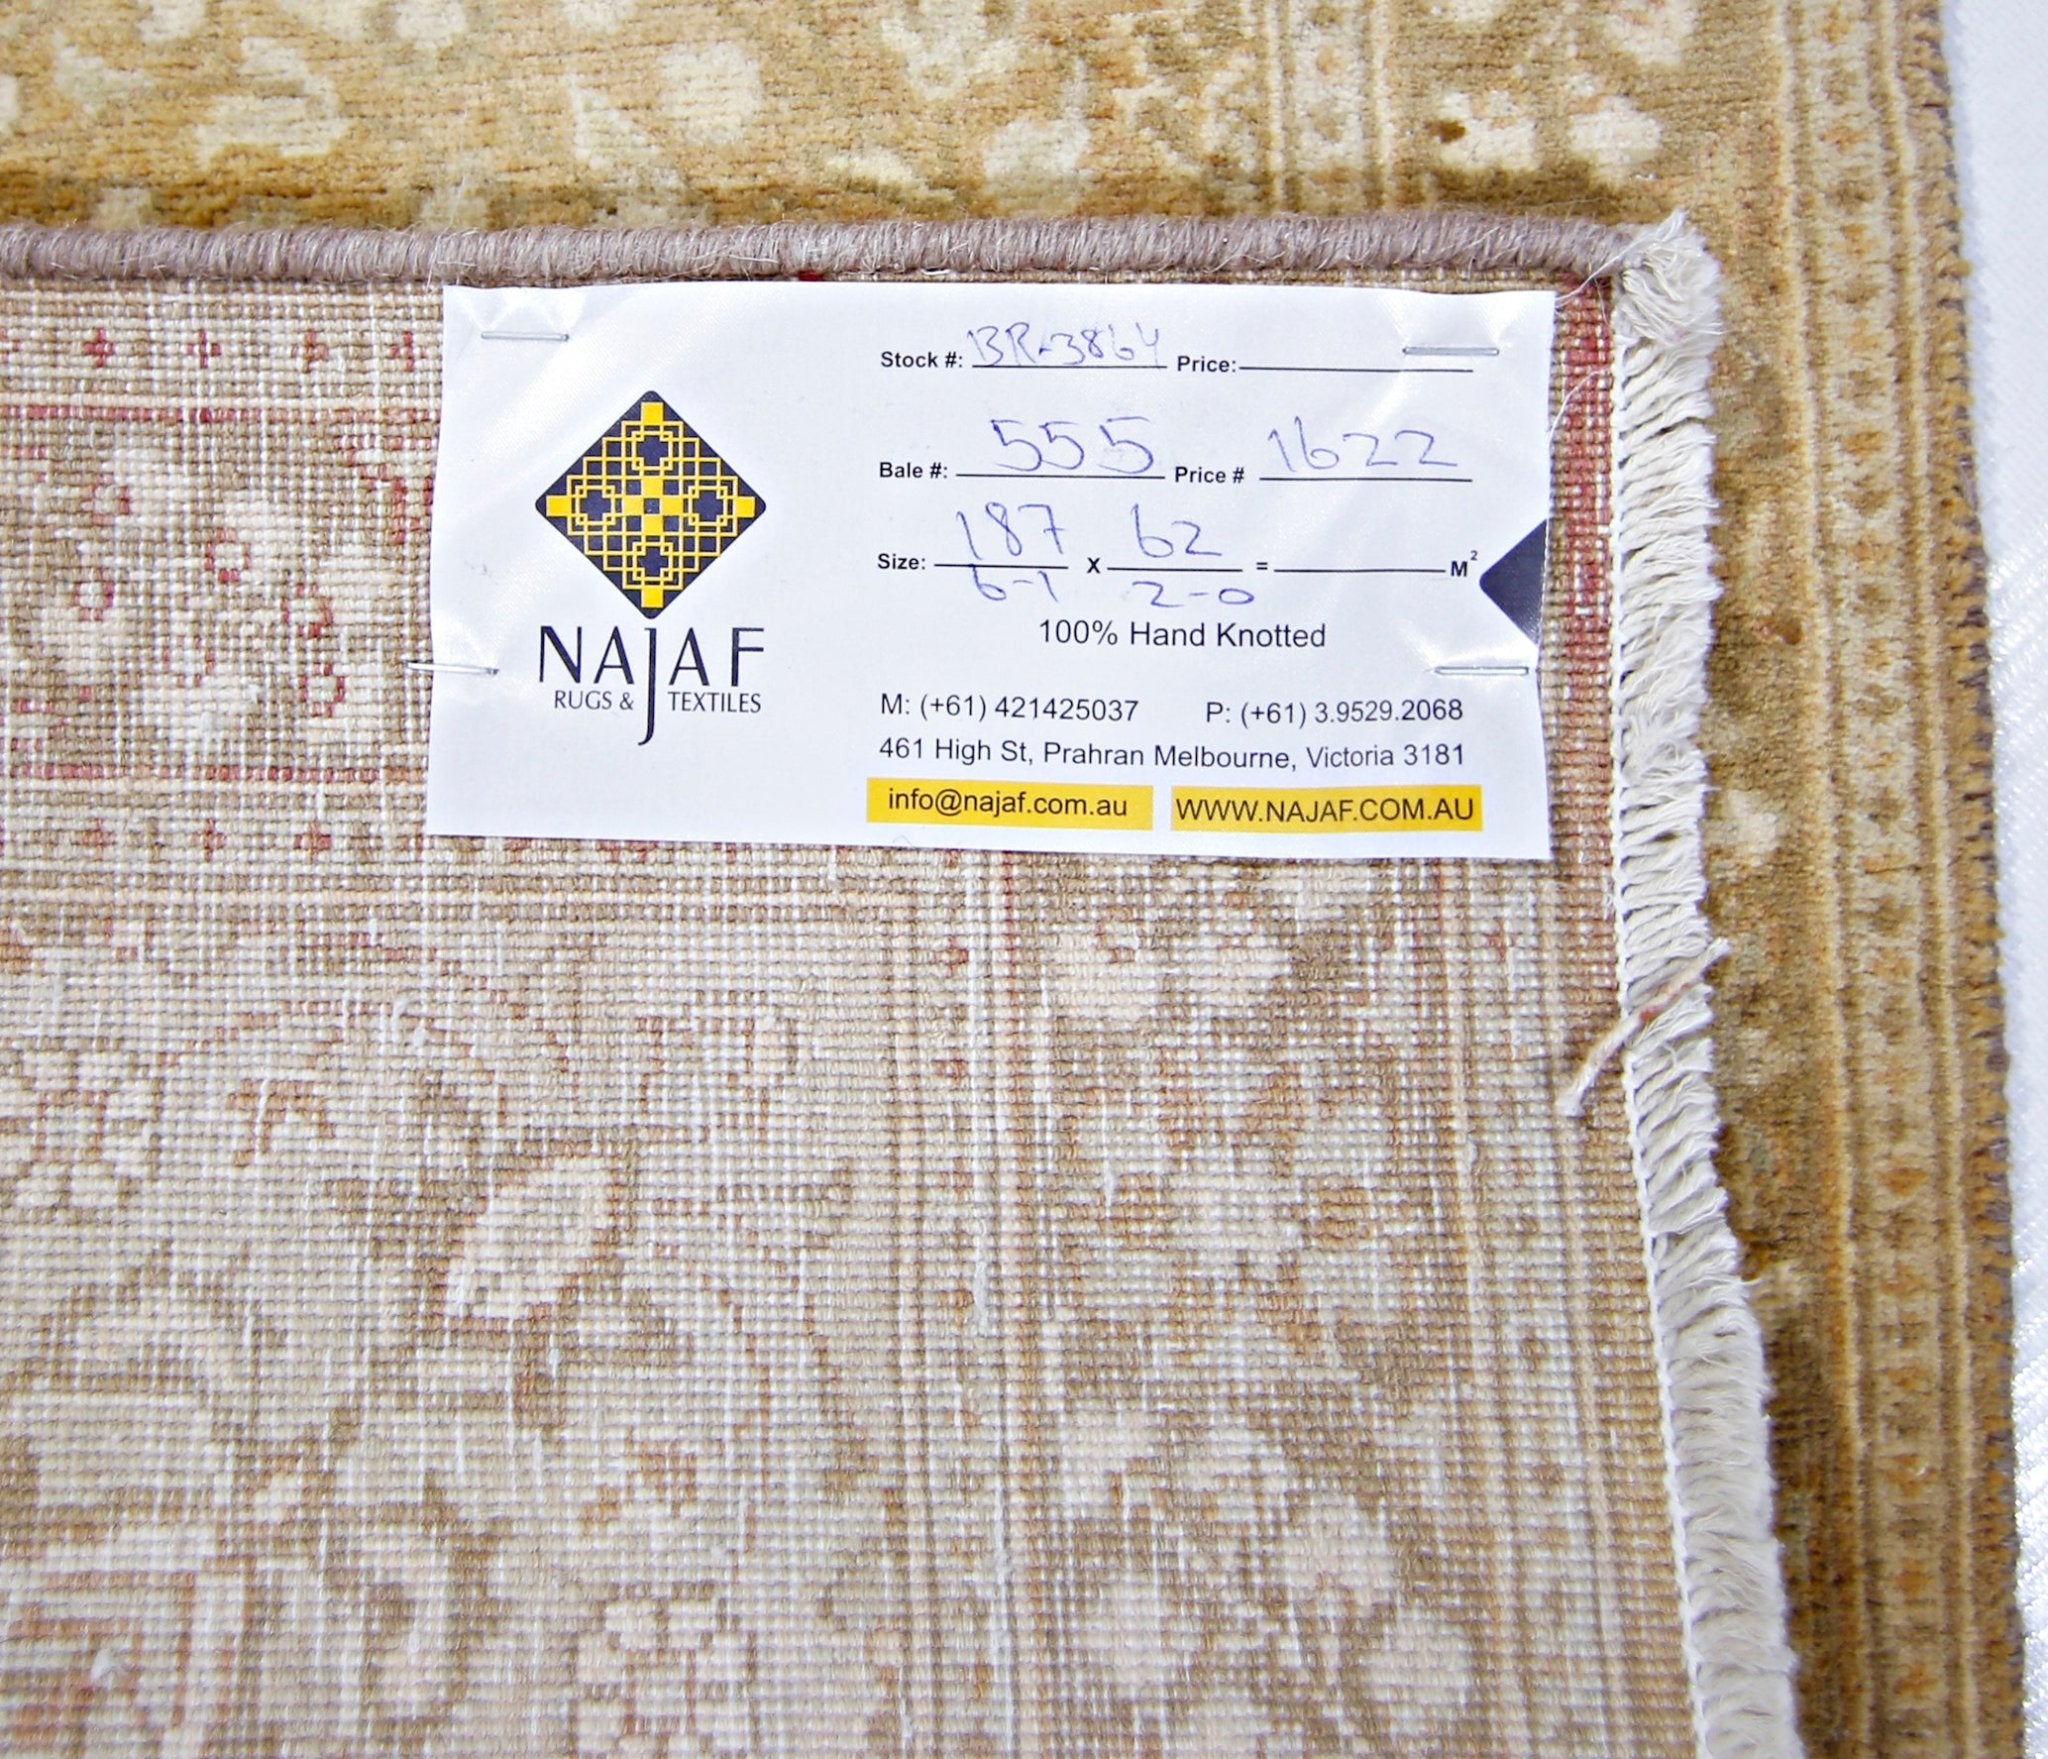 Stock #: BR-3864 Price:
Bale #: 555 Price # 1622
Size: 187 x 62 = M²
6-1 2-0
100% Hand Knotted
NAJAF
RUGS & TEXTILES
M: (+61) 421425037 P: (+61) 3.9529.2068
461 High St, Prahran Melbourne, Victoria 3181
info@najaf.com.au WWW.NAJAF.COM.AU